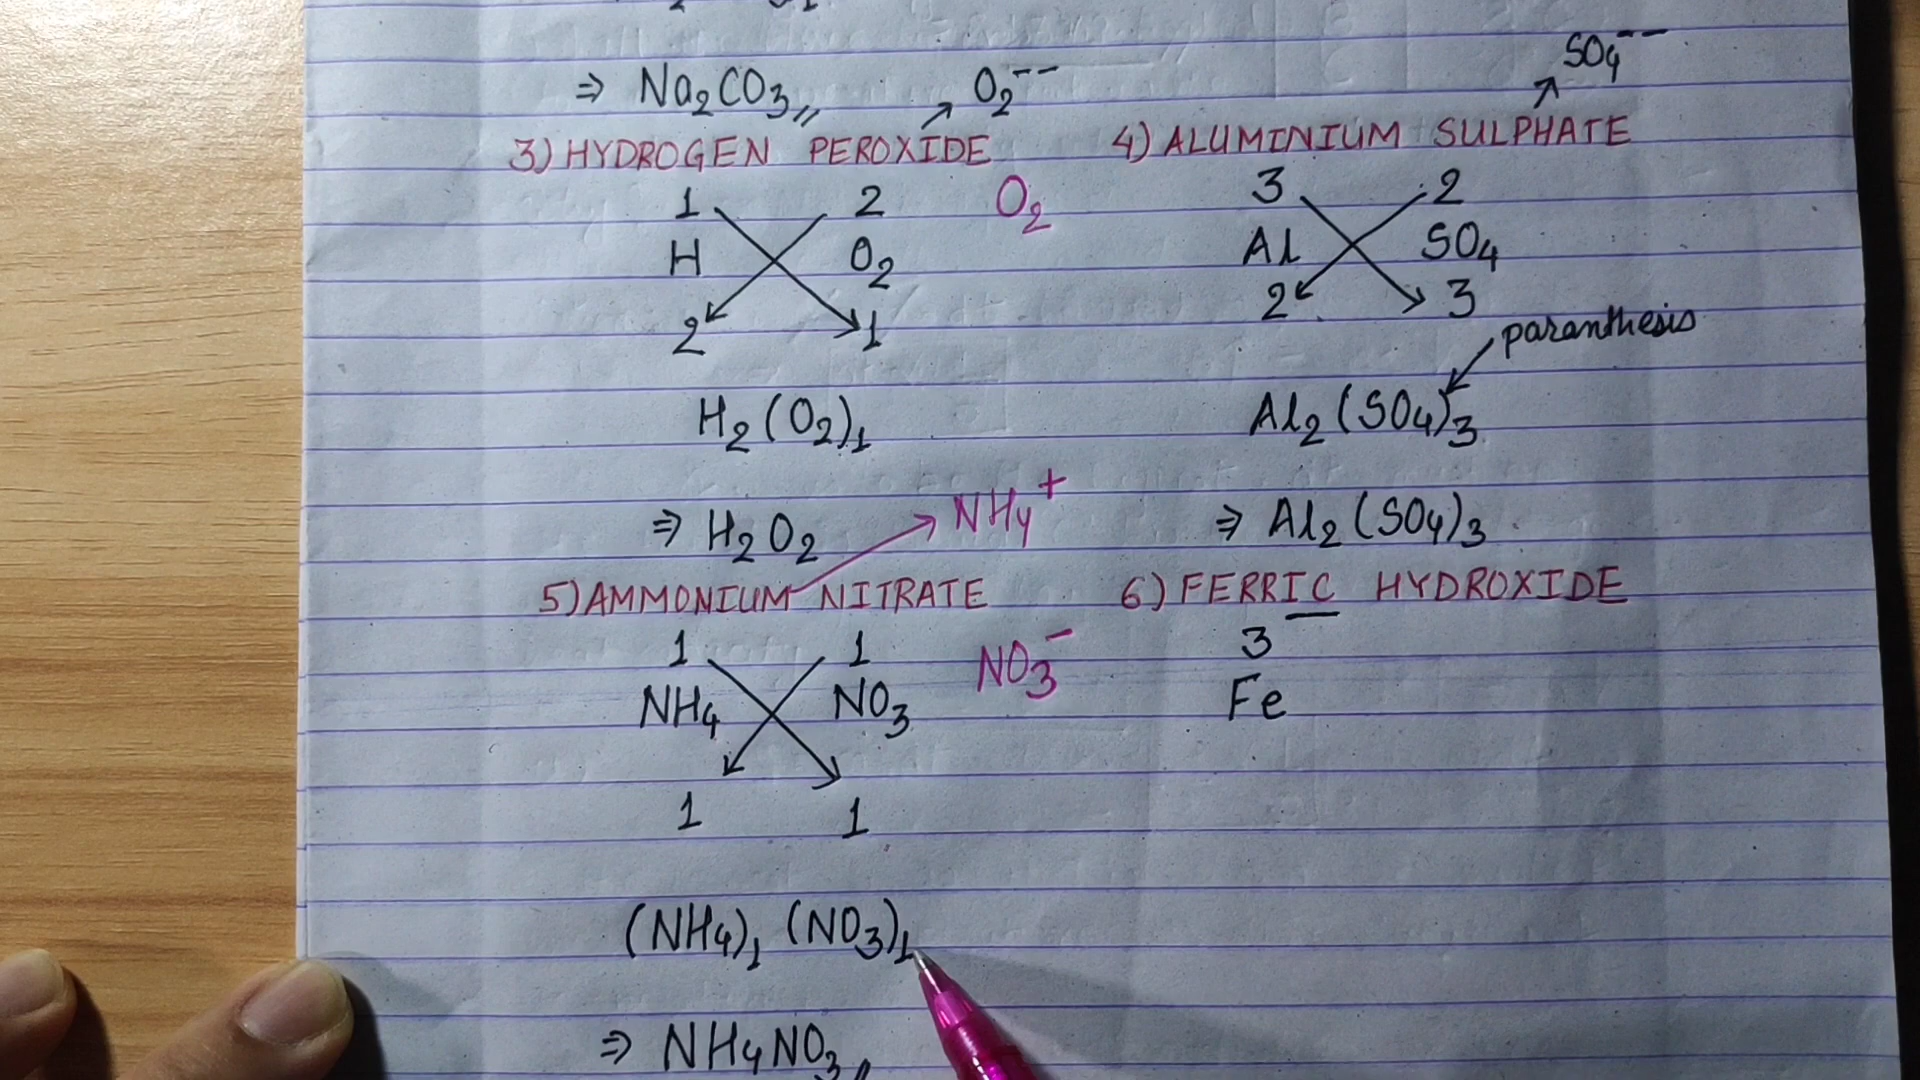 ⇒ Na₂CO₃,,
O₂⁻⁻
SO₄⁻⁻
3) HYDROGEN PEROXIDE
1 2
H O₂
2 1
O₂
H₂(O₂)₁
⇒ H₂O₂
4) ALUMINIUM SULPHATE
3 2
Al SO₄
2 3
paranthesis
Al₂(SO₄)₃
⇒ Al₂(SO₄)₃
5) AMMONIUM NITRATE
NH₄⁺
1 1
NH₄ NO₃
1 1
NO₃⁻
(NH₄)₁ (NO₃)₁
⇒ NH₄NO₃,,
6) FERRIC HYDROXIDE
3
Fe